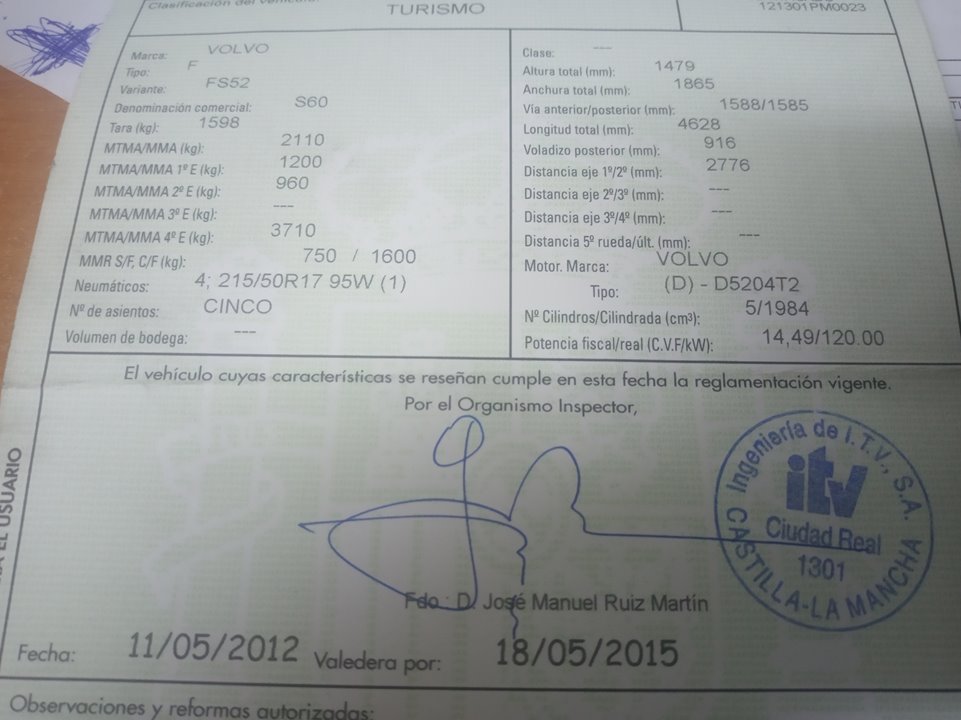 Clasificación del vehículo:
TURISMO
121301PM0023
Marca: VOLVO
Tipo: F
Variante: FS52
Denominación comercial: S60
Tara (kg): 1598
MTMA/MMA (kg): 2110
MTMA/MMA 1º E (kg): 1200
MTMA/MMA 2º E (kg): 960
MTMA/MMA 3º E (kg): ---
MTMA/MMA 4º E (kg): 3710
MMR S/F, C/F (kg): 750 / 1600
Neumáticos: 4; 215/50R17 95W (1)
Nº de asientos: CINCO
Volumen de bodega: ---
Clase: ---
Altura total (mm): 1479
Anchura total (mm): 1865
Vía anterior/posterior (mm): 1588/1585
Longitud total (mm): 4628
Voladizo posterior (mm): 916
Distancia eje 1º/2º (mm): 2776
Distancia eje 2º/3º (mm): ---
Distancia eje 3º/4º (mm): ---
Distancia 5º rueda/últ. (mm): ---
Motor. Marca: VOLVO
Tipo: (D) - D5204T2
Nº Cilindros/Cilindrada (cm³): 5/1984
Potencia fiscal/real (C.V.F/kW): 14,49/120.00
El vehículo cuyas características se reseñan cumple en esta fecha la reglamentación vigente.
Por el Organismo Inspector,
Ingeniería de I.T.V., S.A.
itv
Ciudad Real
1301
CASTILLA-LA MANCHA
Fdo.: D. José Manuel Ruiz Martín
Fecha: 11/05/2012 Valedera por: 18/05/2015
EL USUARIO
Observaciones y reformas autorizadas: